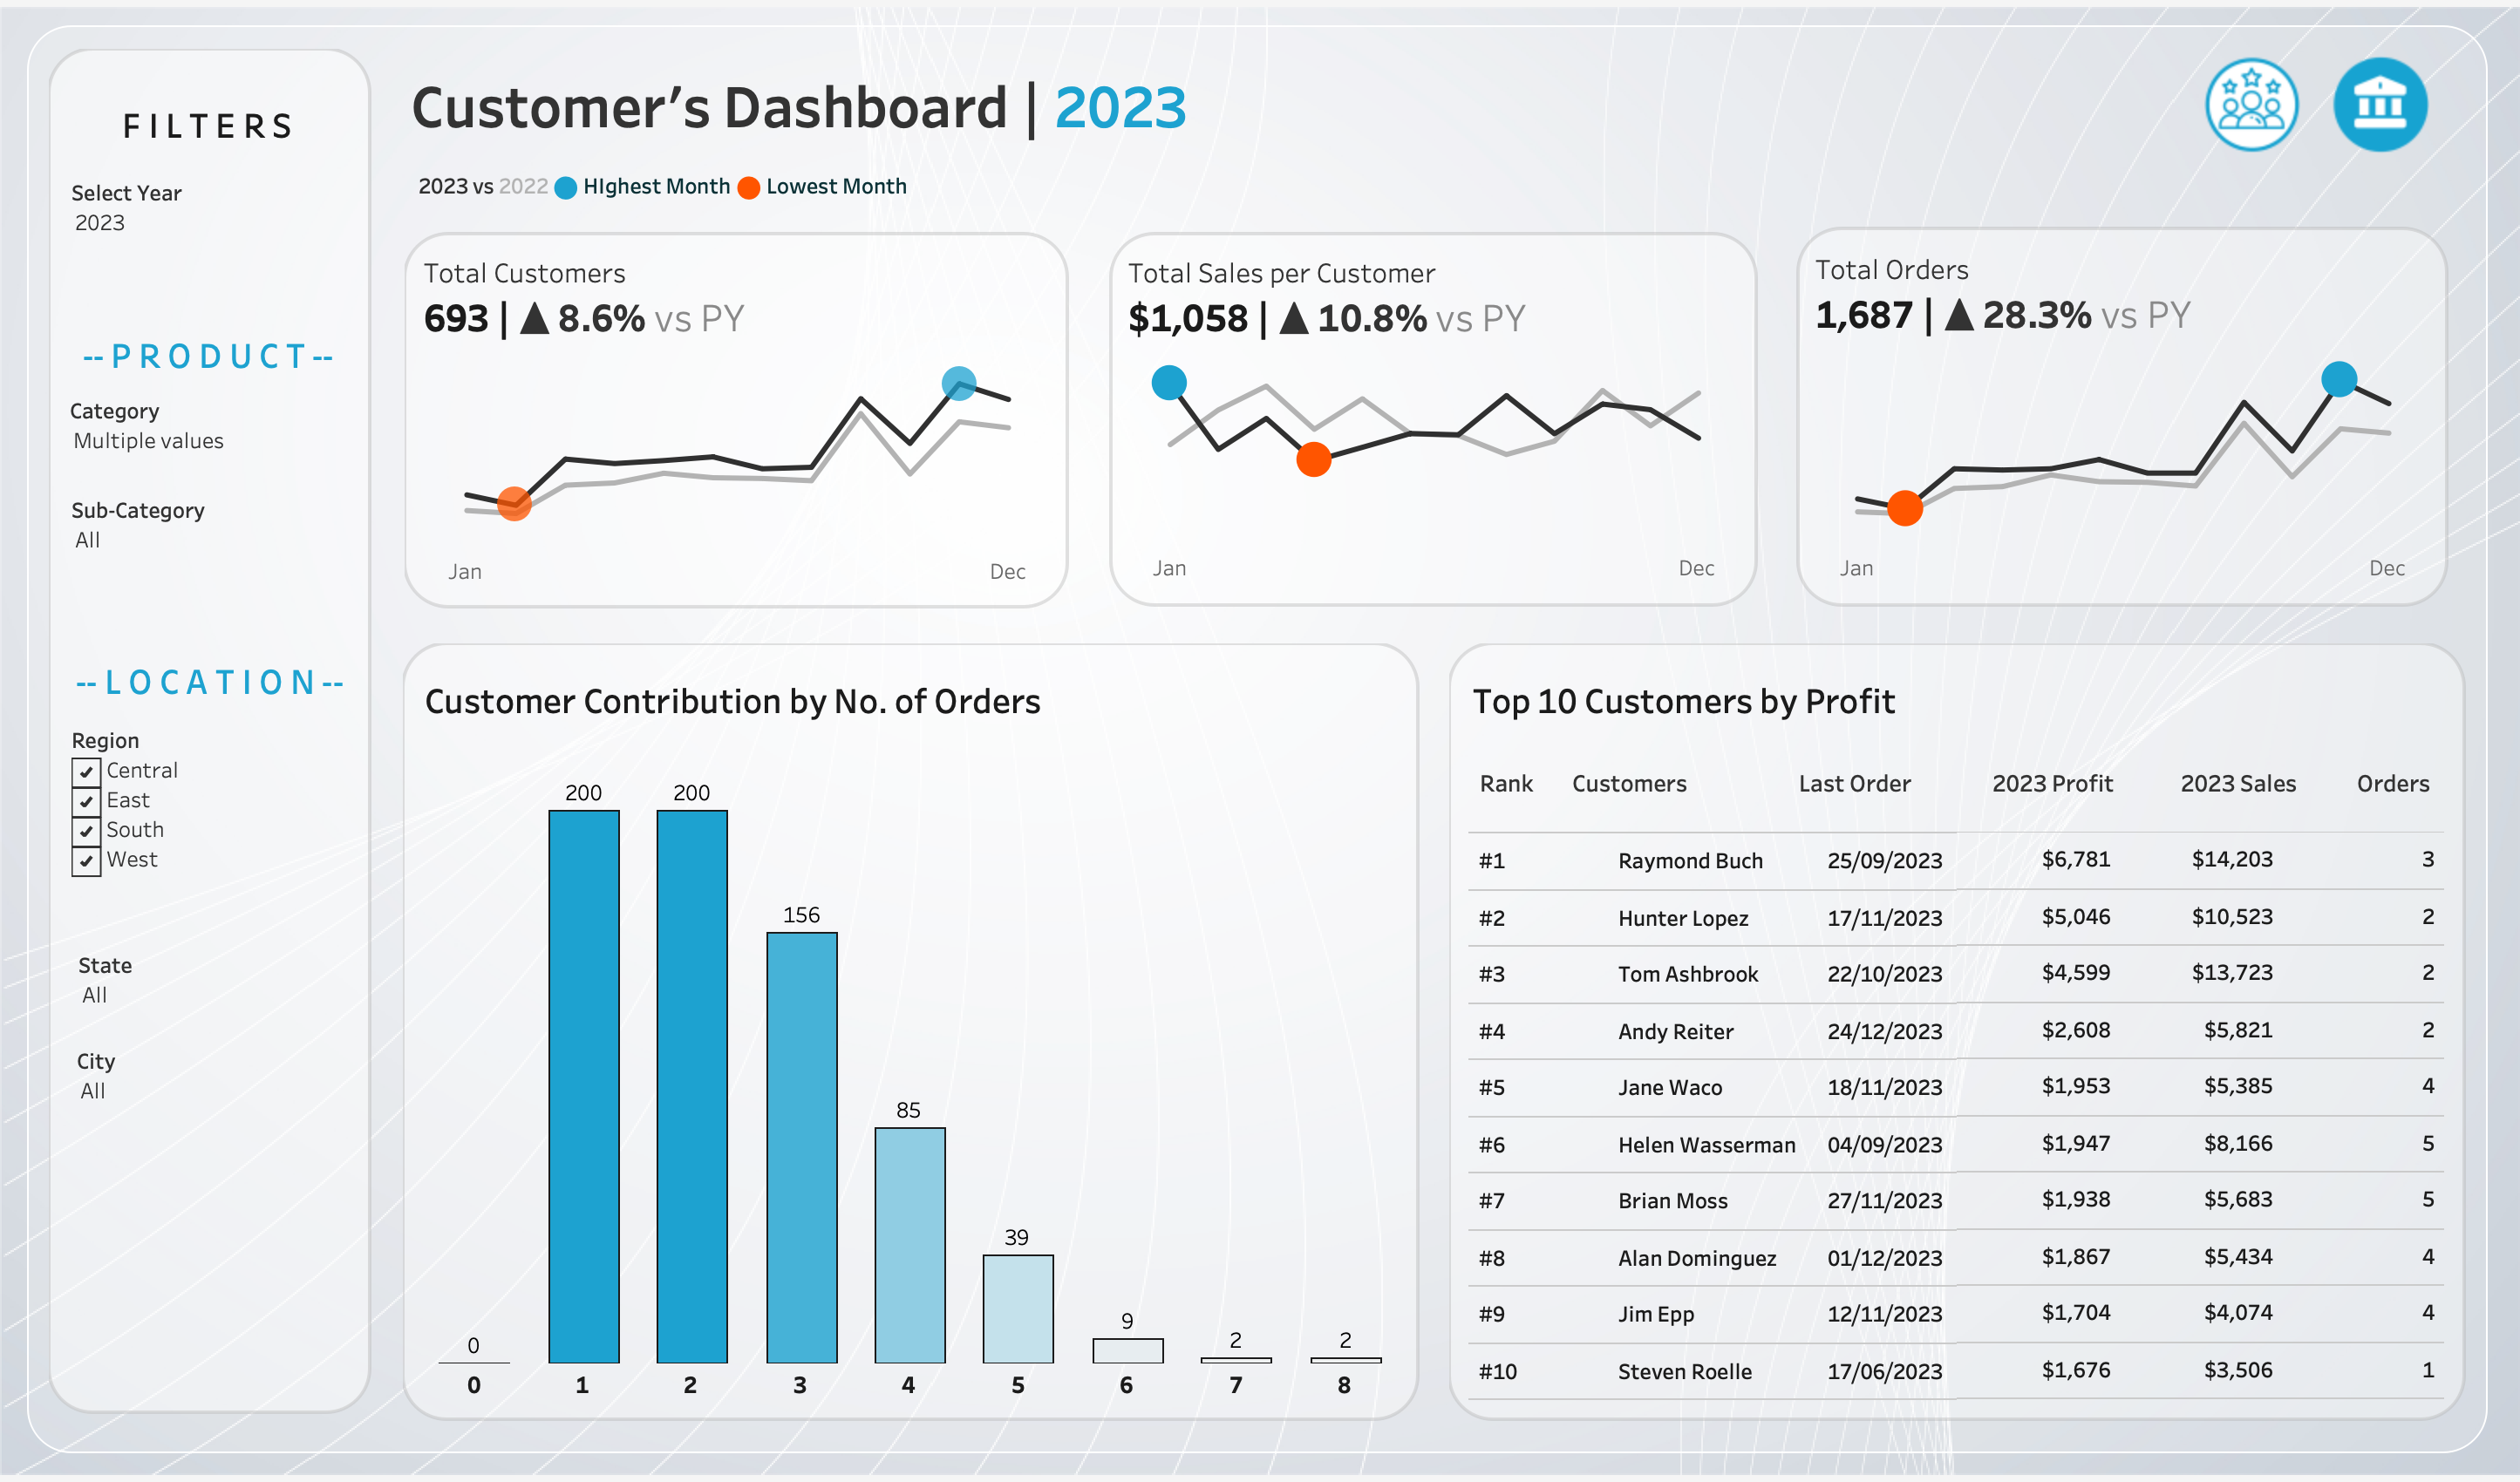 FILTERS
Select Year
2023
--PRODUCT--
Category
Multiple values
Sub-Category
All
--LOCATION--
Region
Central
East
South
West
State
All
City
All
Customer’s Dashboard | 2023
2023 vs 2022 HIghest Month Lowest Month
Total Customers
693 | ▲ 8.6% vs PY
Jan Dec
Total Sales per Customer
$1,058 | ▲ 10.8% vs PY
Jan Dec
Total Orders
1,687 | ▲ 28.3% vs PY
Jan Dec
Customer Contribution by No. of Orders
200 200
156
85
39
9
2 2
0
0 1 2 3 4 5 6 7 8
Top 10 Customers by Profit
Rank Customers Last Order 2023 Profit 2023 Sales Orders
#1 Raymond Buch 25/09/2023 $6,781 $14,203 3
#2 Hunter Lopez 17/11/2023 $5,046 $10,523 2
#3 Tom Ashbrook 22/10/2023 $4,599 $13,723 2
#4 Andy Reiter 24/12/2023 $2,608 $5,821 2
#5 Jane Waco 18/11/2023 $1,953 $5,385 4
#6 Helen Wasserman 04/09/2023 $1,947 $8,166 5
#7 Brian Moss 27/11/2023 $1,938 $5,683 5
#8 Alan Dominguez 01/12/2023 $1,867 $5,434 4
#9 Jim Epp 12/11/2023 $1,704 $4,074 4
#10 Steven Roelle 17/06/2023 $1,676 $3,506 1